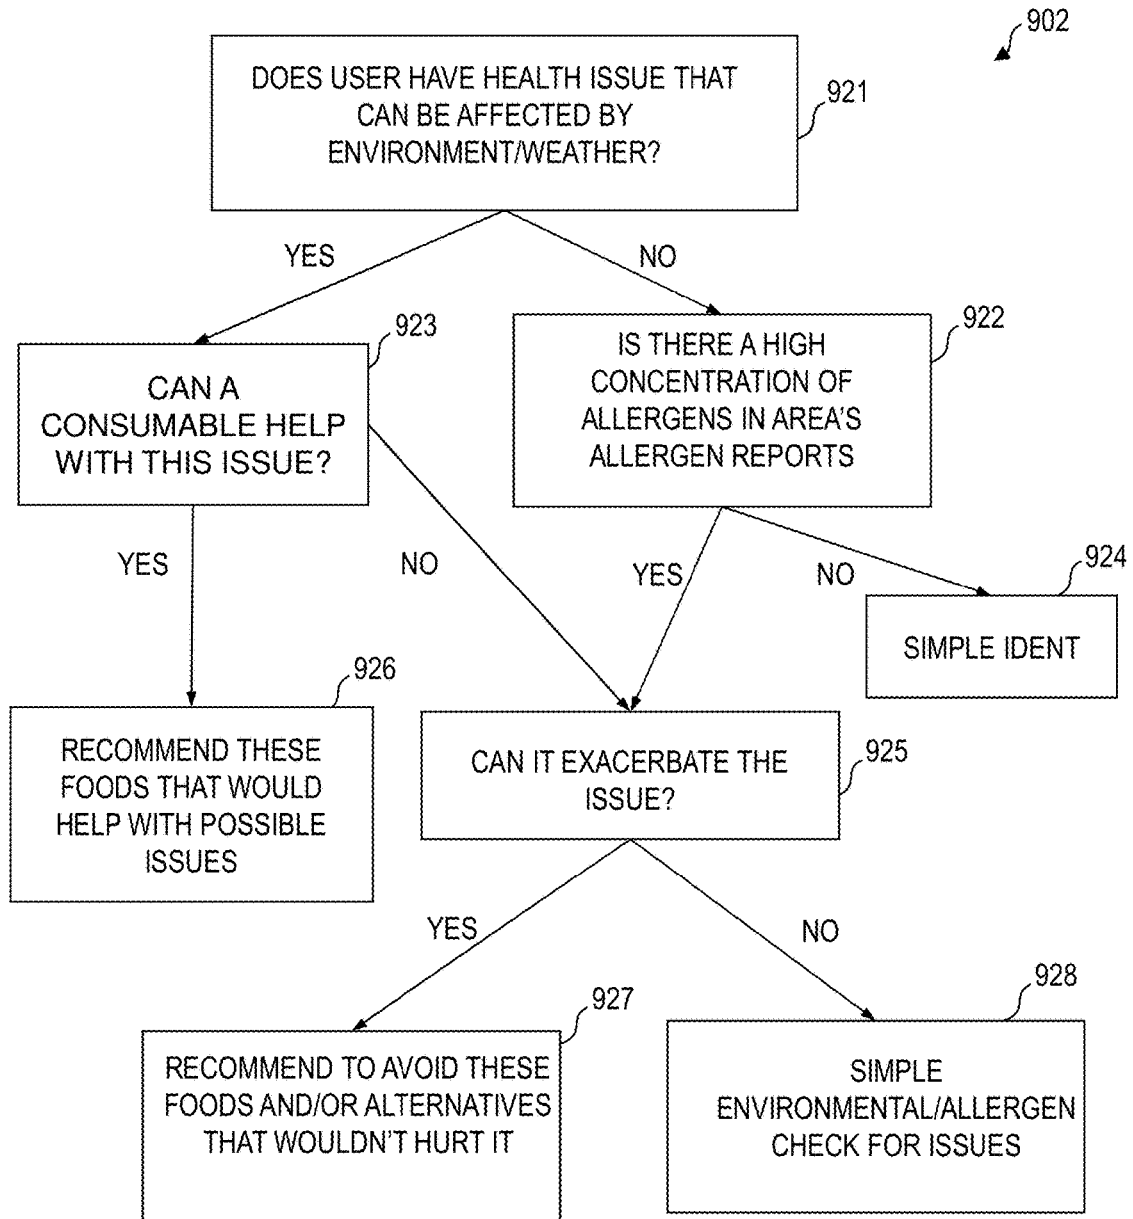 902
DOES USER HAVE HEALTH ISSUE THAT
CAN BE AFFECTED BY
ENVIRONMENT/WEATHER?
921
YES
NO
923
CAN A
CONSUMABLE HELP
WITH THIS ISSUE?
922
IS THERE A HIGH
CONCENTRATION OF
ALLERGENS IN AREA'S
ALLERGEN REPORTS
YES
NO
YES
NO
924
SIMPLE IDENT
926
RECOMMEND THESE
FOODS THAT WOULD
HELP WITH POSSIBLE
ISSUES
CAN IT EXACERBATE THE
ISSUE?
925
YES
NO
927
RECOMMEND TO AVOID THESE
FOODS AND/OR ALTERNATIVES
THAT WOULDN'T HURT IT
928
SIMPLE
ENVIRONMENTAL/ALLERGEN
CHECK FOR ISSUES